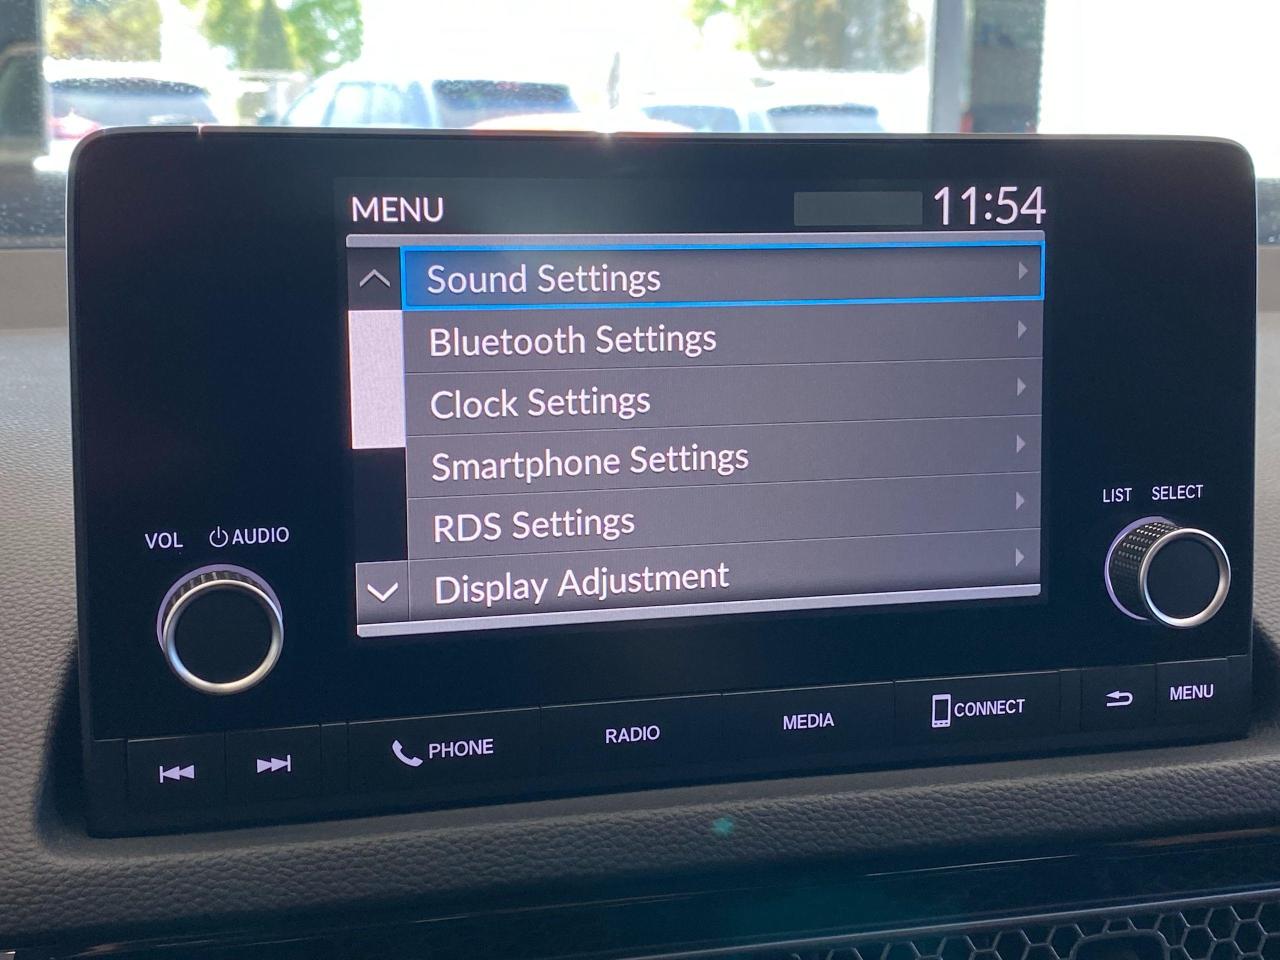 MENU 11:54
Sound Settings
Bluetooth Settings
Clock Settings
Smartphone Settings
RDS Settings
Display Adjustment
VOL AUDIO
LIST SELECT
PHONE
RADIO
MEDIA
CONNECT
MENU